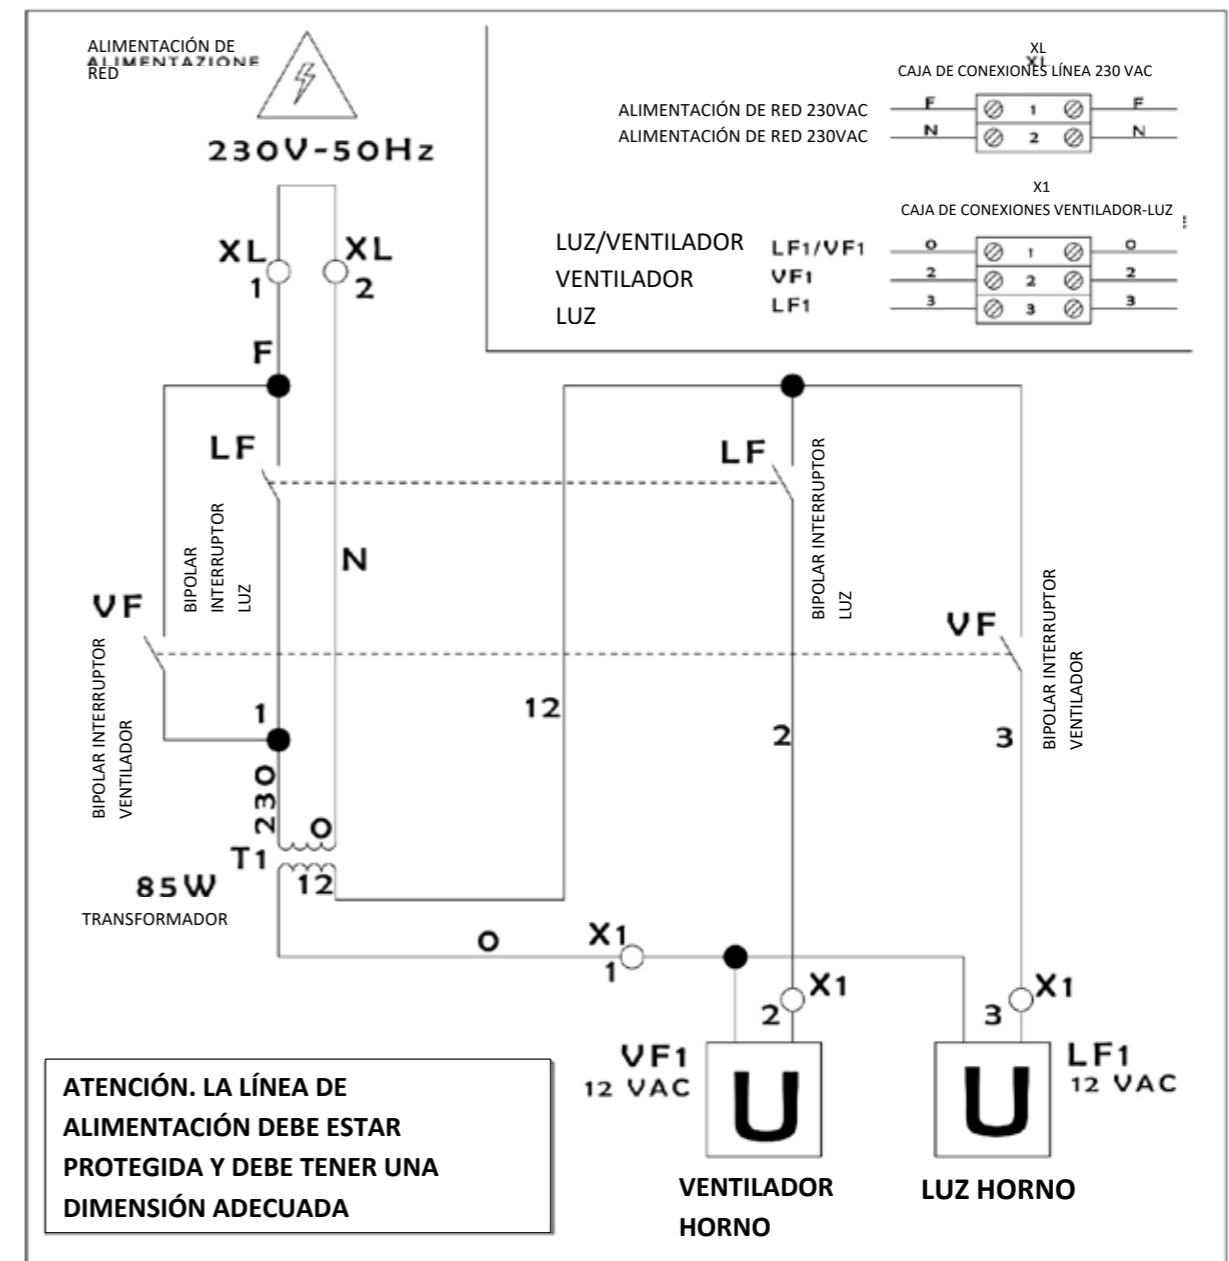 ALIMENTACIÓN DE
ALIMENTAZIONE
RED
230V-50Hz
XL
XL
CAJA DE CONEXIONES LÍNEA 230 VAC
ALIMENTACIÓN DE RED 230VAC F 1 F
ALIMENTACIÓN DE RED 230VAC N 2 N
X1
CAJA DE CONEXIONES VENTILADOR-LUZ
LUZ/VENTILADOR LF1/VF1 0 1 0
VENTILADOR VF1 2 2 2
LUZ LF1 3 3 3
XL XL
1 2
F
LF LF
BIPOLAR
INTERRUPTOR
LUZ
BIPOLAR INTERRUPTOR
LUZ
N
VF VF
BIPOLAR INTERRUPTOR
VENTILADOR
BIPOLAR INTERRUPTOR
VENTILADOR
1 12 2 3
230 0
T1
85W 12
TRANSFORMADOR
0 X1
1
2 X1
3 X1
VF1
12 VAC
U
LF1
12 VAC
U
VENTILADOR
HORNO
LUZ HORNO
ATENCIÓN. LA LÍNEA DE
ALIMENTACIÓN DEBE ESTAR
PROTEGIDA Y DEBE TENER UNA
DIMENSIÓN ADECUADA